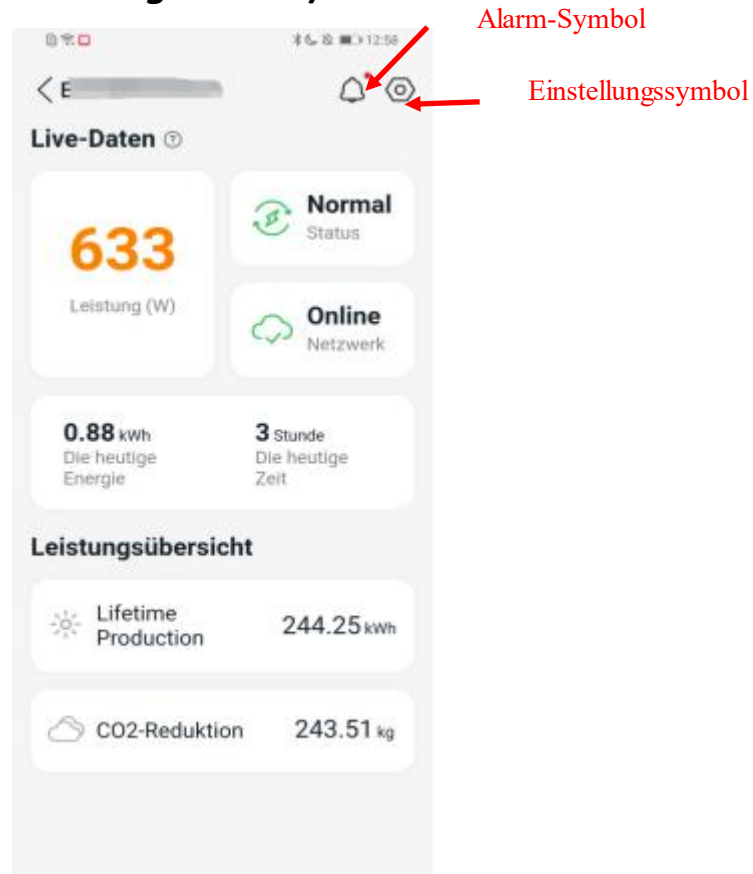 Alarm-Symbol
12:58
E
Einstellungssymbol
Live-Daten
633
Leistung (W)
Normal
Status
Online
Netzwerk
0.88 kWh
Die heutige
Energie
3 Stunde
Die heutige
Zeit
Leistungsübersicht
Lifetime
Production
244.25 kWh
CO2-Reduktion
243.51 kg